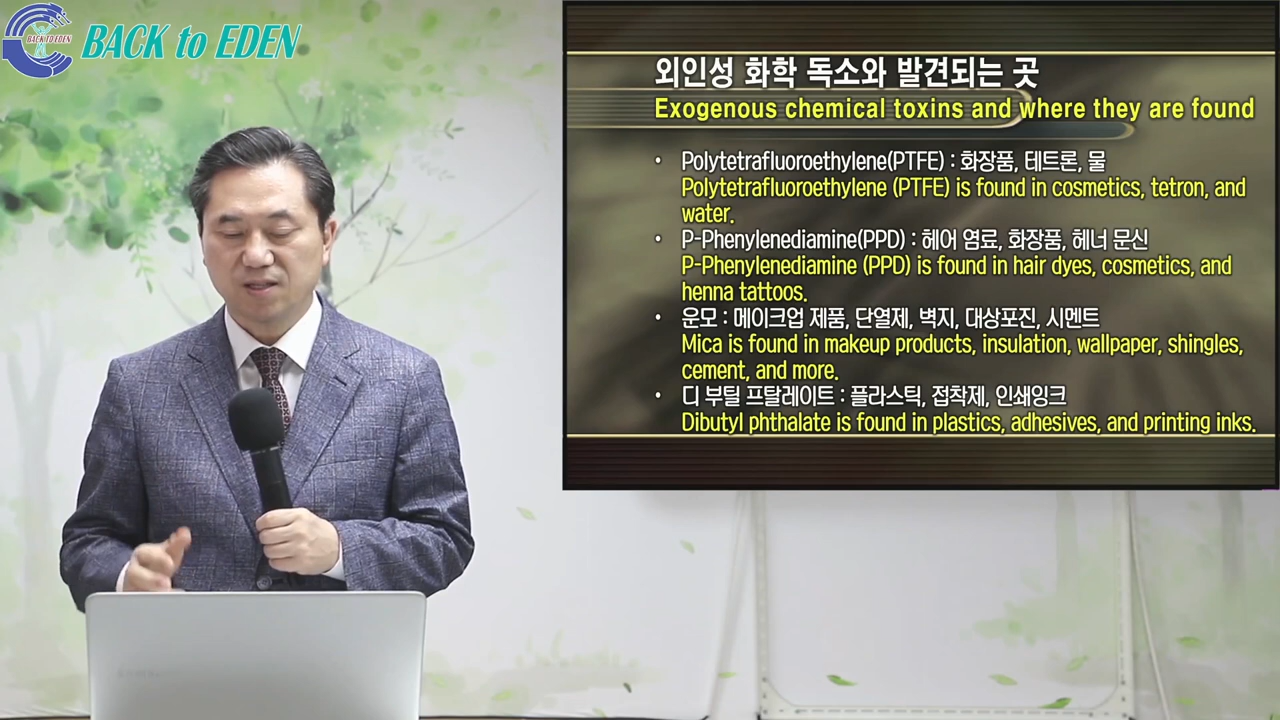 BACK TO EDEN
BACK to EDEN
외인성 화학 독소와 발견되는 곳
Exogenous chemical toxins and where they are found
• Polytetrafluoroethylene(PTFE) : 화장품, 테트론, 물
Polytetrafluoroethylene (PTFE) is found in cosmetics, tetron, and
water.
• P-Phenylenediamine(PPD) : 헤어 염료, 화장품, 헤너 문신
P-Phenylenediamine (PPD) is found in hair dyes, cosmetics, and
henna tattoos.
• 운모 : 메이크업 제품, 단열제, 벽지, 대상포진, 시멘트
Mica is found in makeup products, insulation, wallpaper, shingles,
cement, and more.
• 디 부틸 프탈레이트 : 플라스틱, 접착제, 인쇄잉크
Dibutyl phthalate is found in plastics, adhesives, and printing inks.